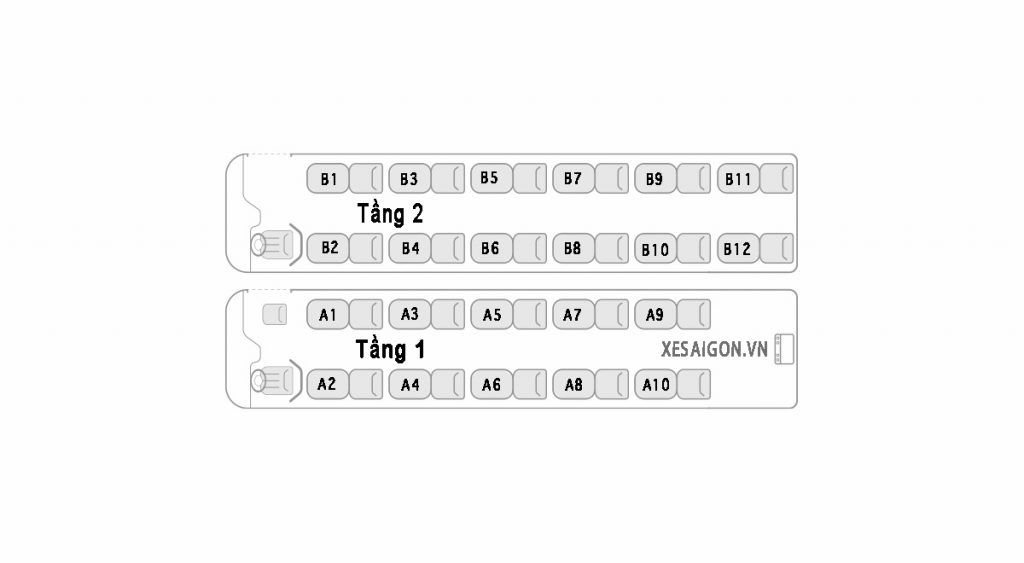 B1 B3 B5 B7 B9 B11
Tầng 2
B2 B4 B6 B8 B10 B12
A1 A3 A5 A7 A9
Tầng 1 XESAIGON.VN
A2 A4 A6 A8 A10